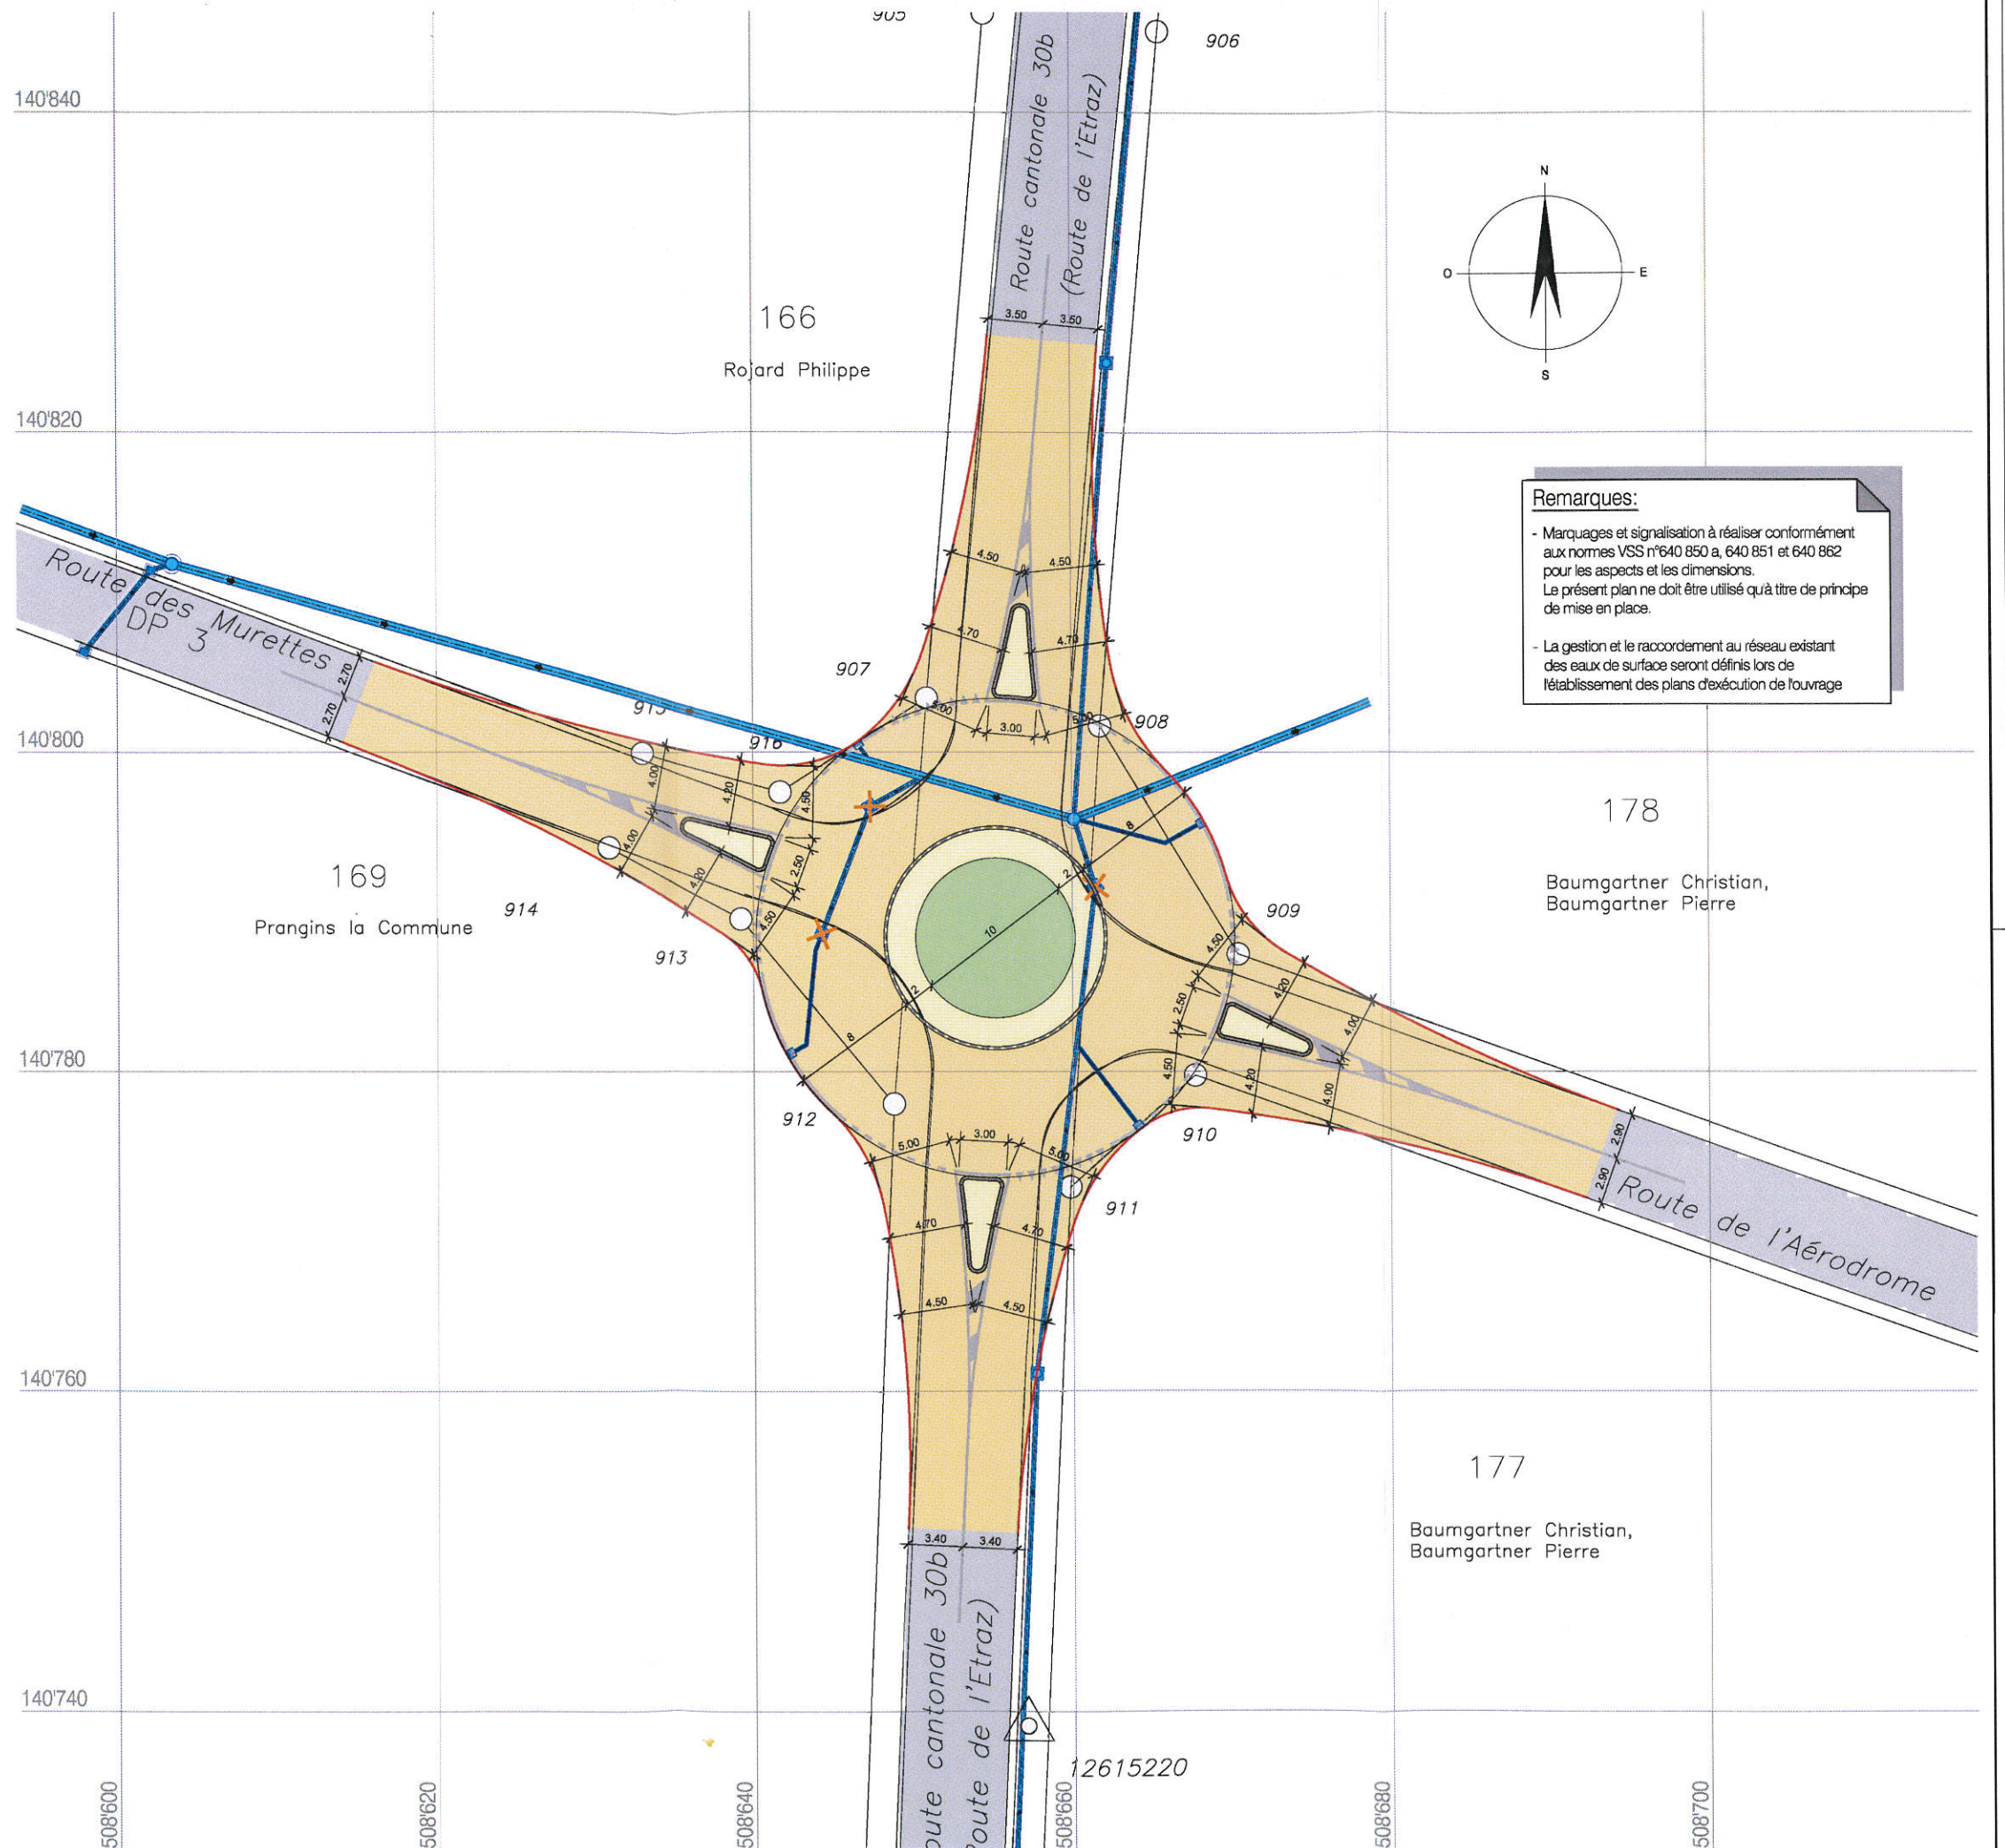 905
906
140'840
Route cantonale 30b
(Route de l'Etraz)
N
O
E
S
3.50
3.50
166
Rojard Philippe
140'820
Remarques:
- Marquages et signalisation à réaliser conformément
aux normes VSS n°640 850 a, 640 851 et 640 862
pour les aspects et les dimensions.
Le présent plan ne doit être utilisé qu'à titre de principe
de mise en place.
- La gestion et le raccordement au réseau existant
des eaux de surface seront définis lors de
l'établissement des plans d'exécution de l'ouvrage
4.50
4.50
Route des Murettes
DP 3
2.70
2.70
4.70
4.70
907
915
5.00
3.00
5.00
908
140'800
916
4.00
4.20
4.50
4.00
4.20
2.50
4.50
8
2
10
2
8
178
Baumgartner Christian,
Baumgartner Pierre
169
Prangins la Commune
914
913
909
4.50
4.20
2.50
4.00
4.50
4.20
4.00
140'780
912
910
5.00
3.00
5.00
2.90
2.90
Route de l'Aérodrome
911
4.70
4.70
4.50
4.50
140'760
177
Baumgartner Christian,
Baumgartner Pierre
3.40
3.40
oute cantonale 30b
Route de l'Etraz)
140'740
12615220
508'600
508'620
508'640
508'660
508'680
508'700